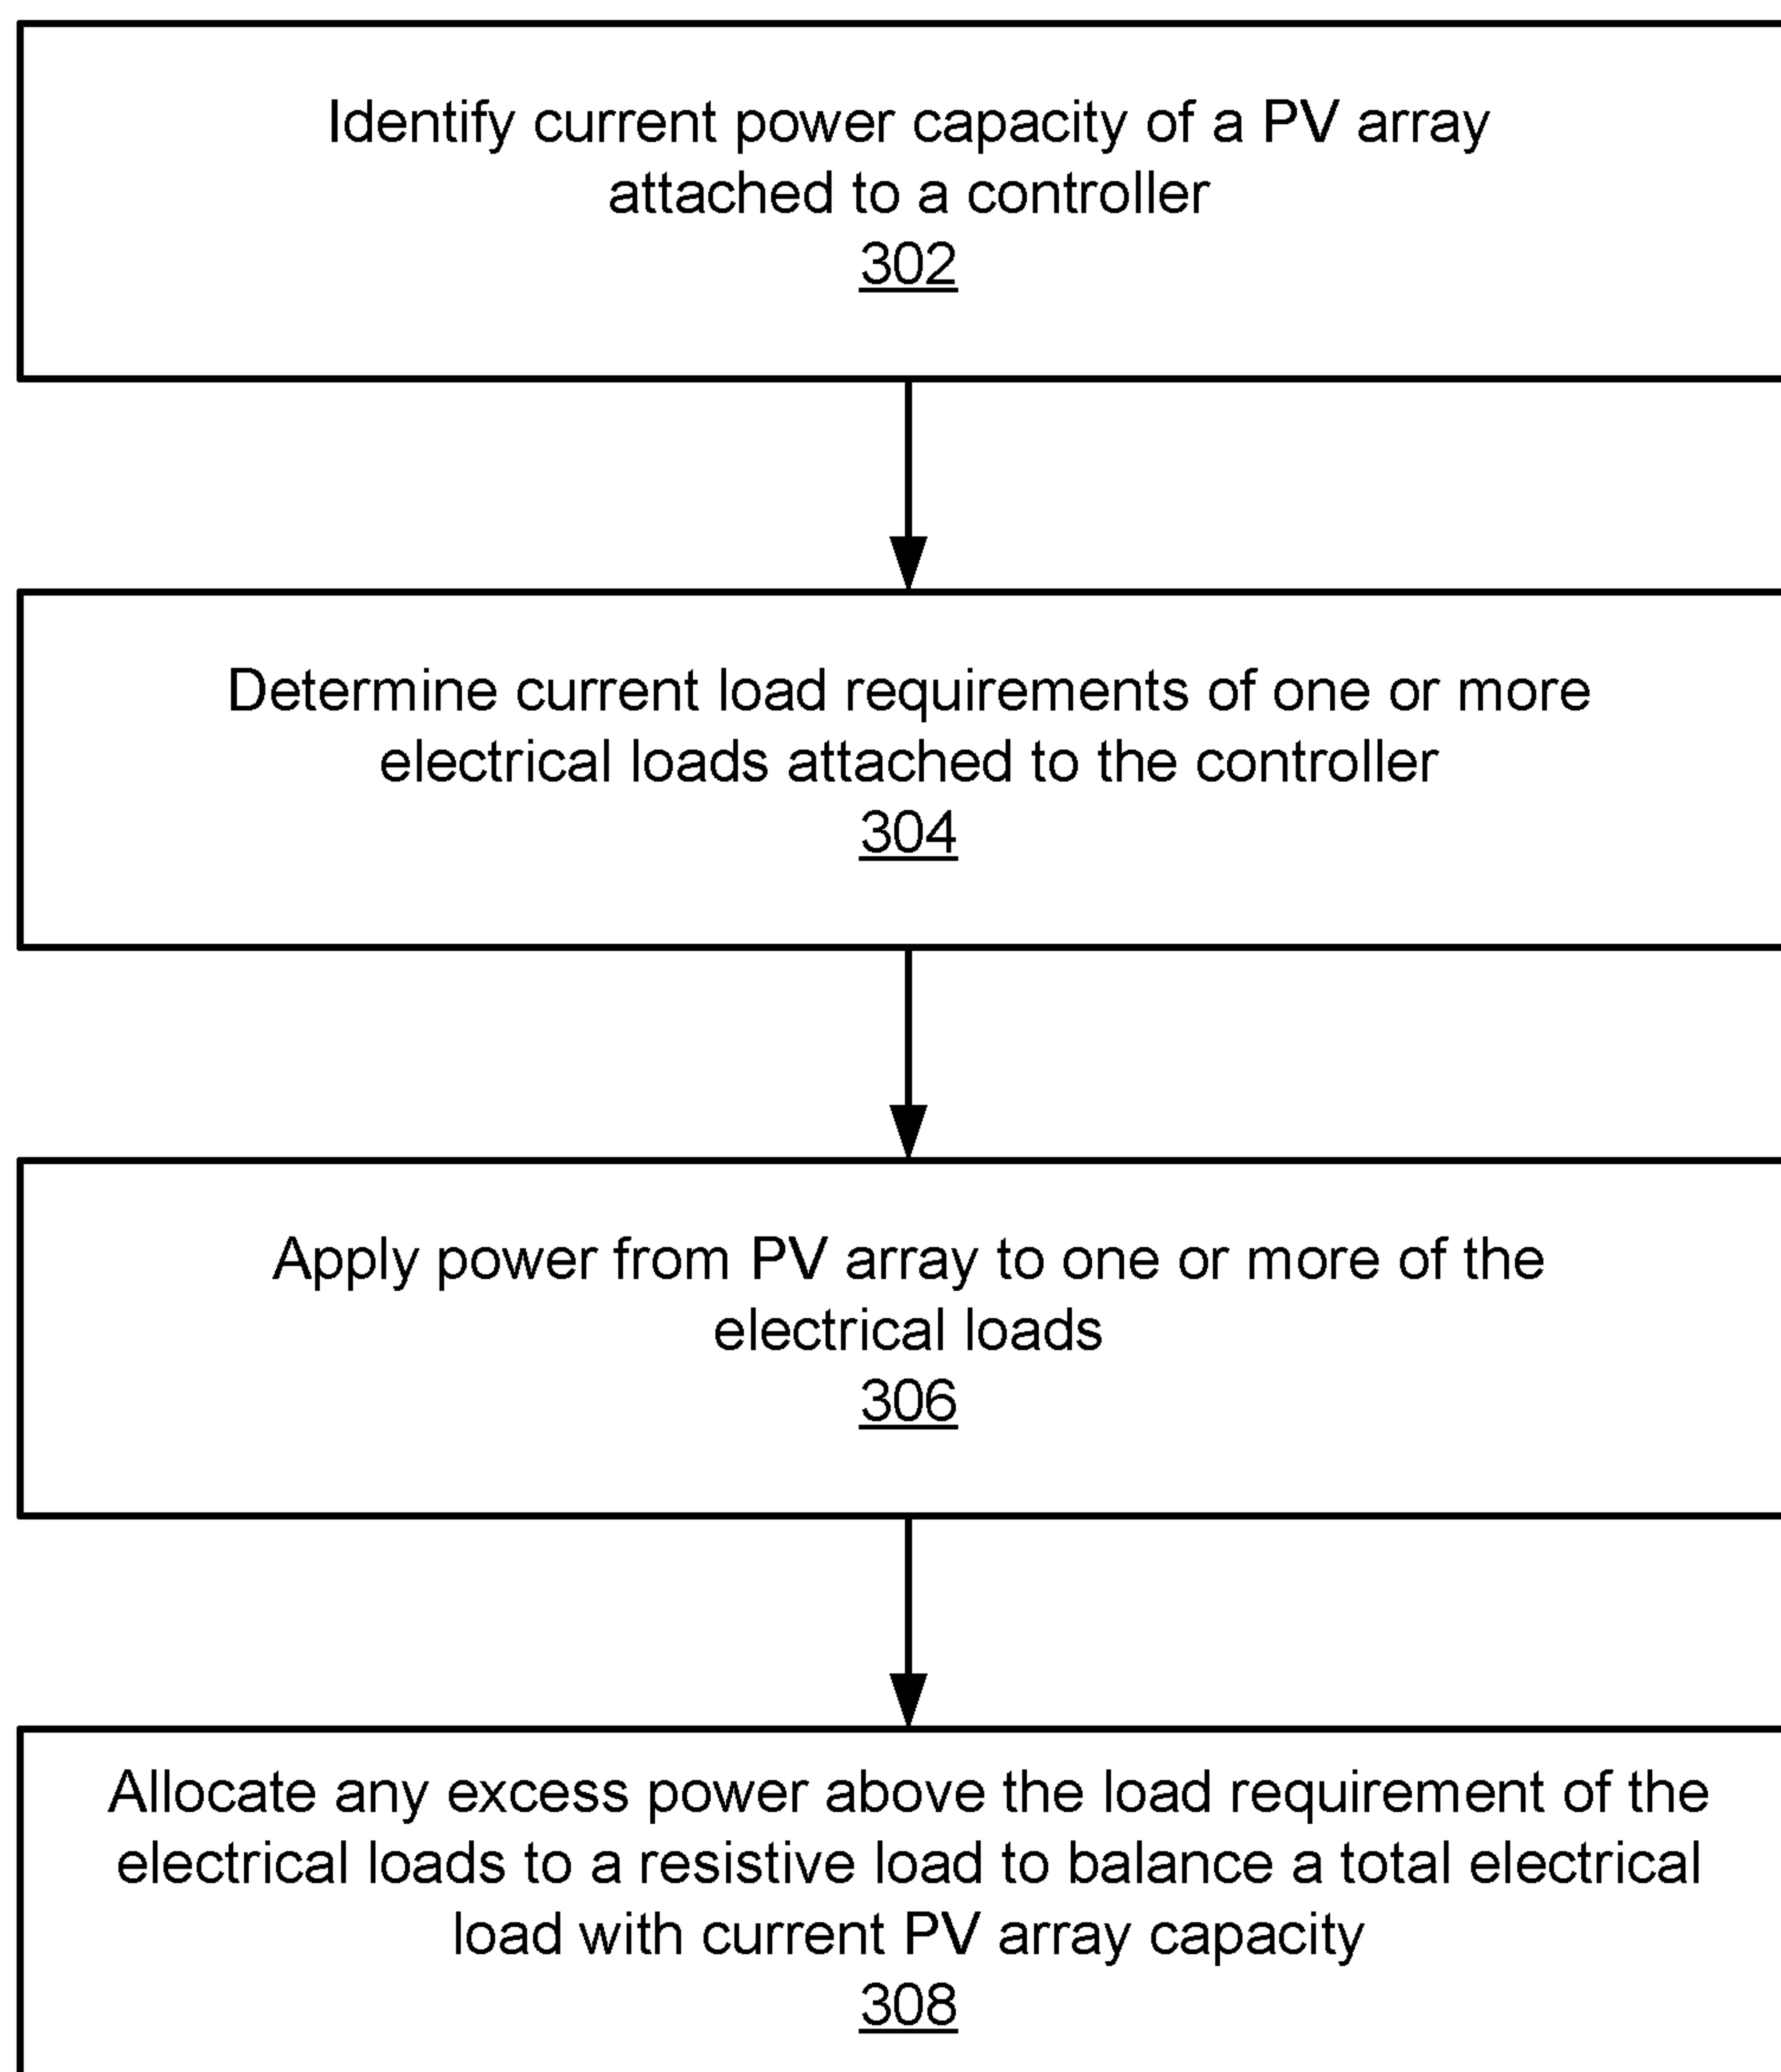 Identify current power capacity of a PV array
attached to a controller
302
Determine current load requirements of one or more
electrical loads attached to the controller
304
Apply power from PV array to one or more of the
electrical loads
306
Allocate any excess power above the load requirement of the
electrical loads to a resistive load to balance a total electrical
load with current PV array capacity
308